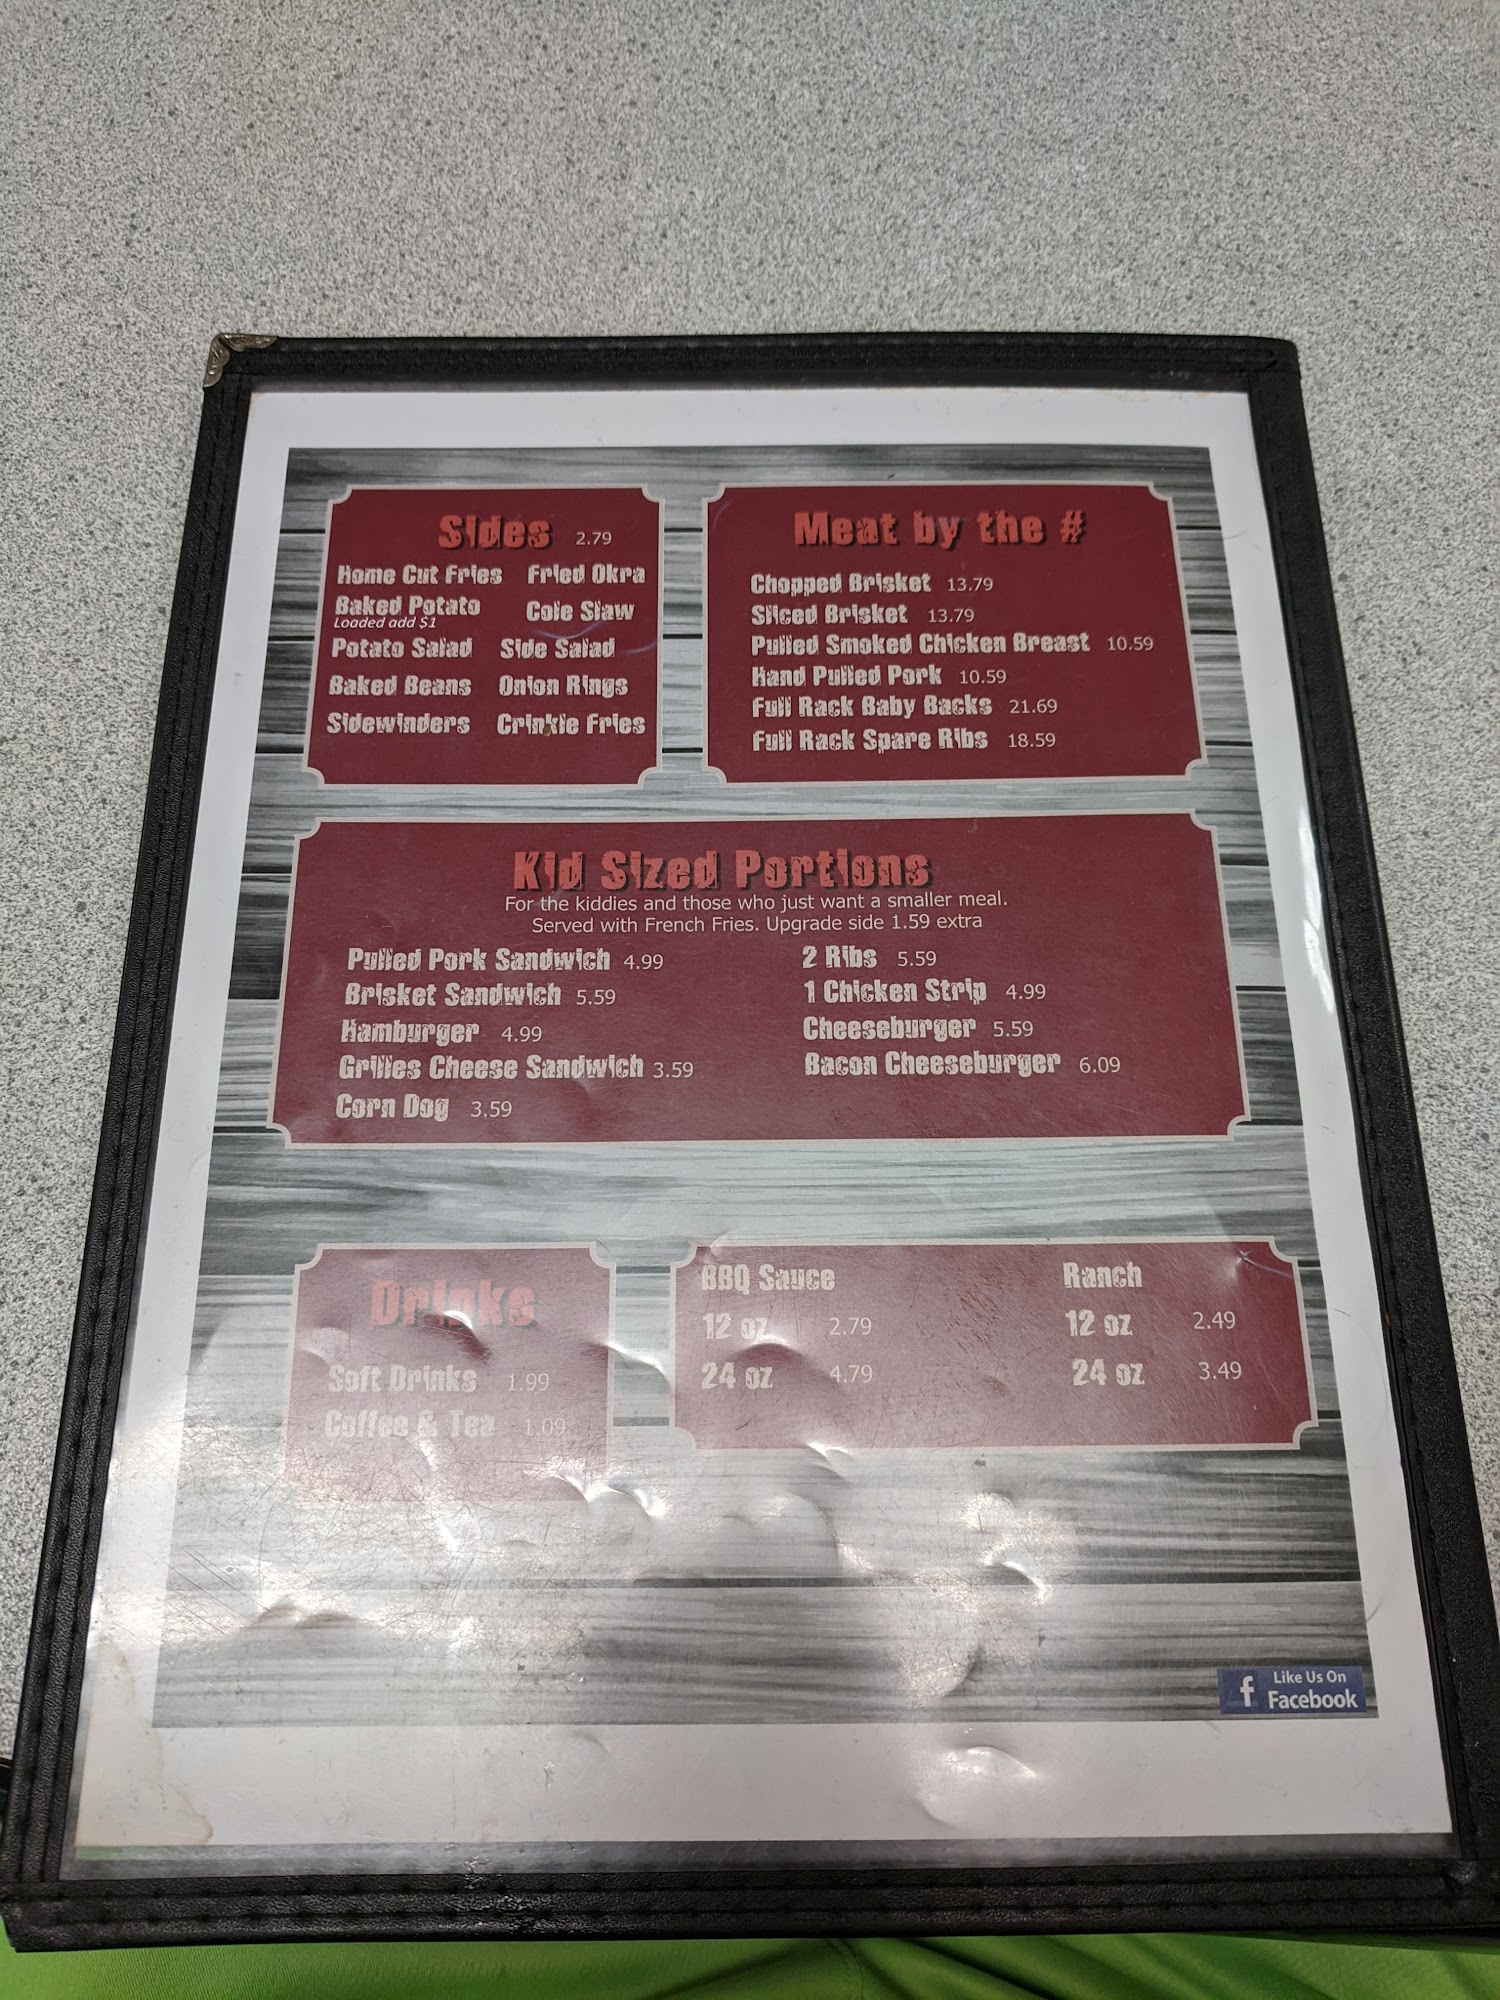 Sides 2.79
Home Cut Fries Fried Okra
Baked Potato Cole Slaw
Loaded add $1
Potato Salad Side Salad
Baked Beans Onion Rings
Sidewinders Crinkle Fries
Meat by the #
Chopped Brisket 13.79
Sliced Brisket 13.79
Pulled Smoked Chicken Breast 10.59
Hand Pulled Pork 10.59
Full Rack Baby Backs 21.69
Full Rack Spare Ribs 18.59
Kid Sized Portions
For the kiddies and those who just want a smaller meal.
Served with French Fries. Upgrade side 1.59 extra
Pulled Pork Sandwich 4.99
Brisket Sandwich 5.59
Hamburger 4.99
Grilles Cheese Sandwich 3.59
Corn Dog 3.59
2 Ribs 5.59
1 Chicken Strip 4.99
Cheeseburger 5.59
Bacon Cheeseburger 6.09
Drinks
Soft Drinks 1.99
Coffee & Tea 1.09
BBQ Sauce
12 oz 2.79
24 oz 4.79
Ranch
12 oz 2.49
24 oz 3.49
f Like Us On
Facebook